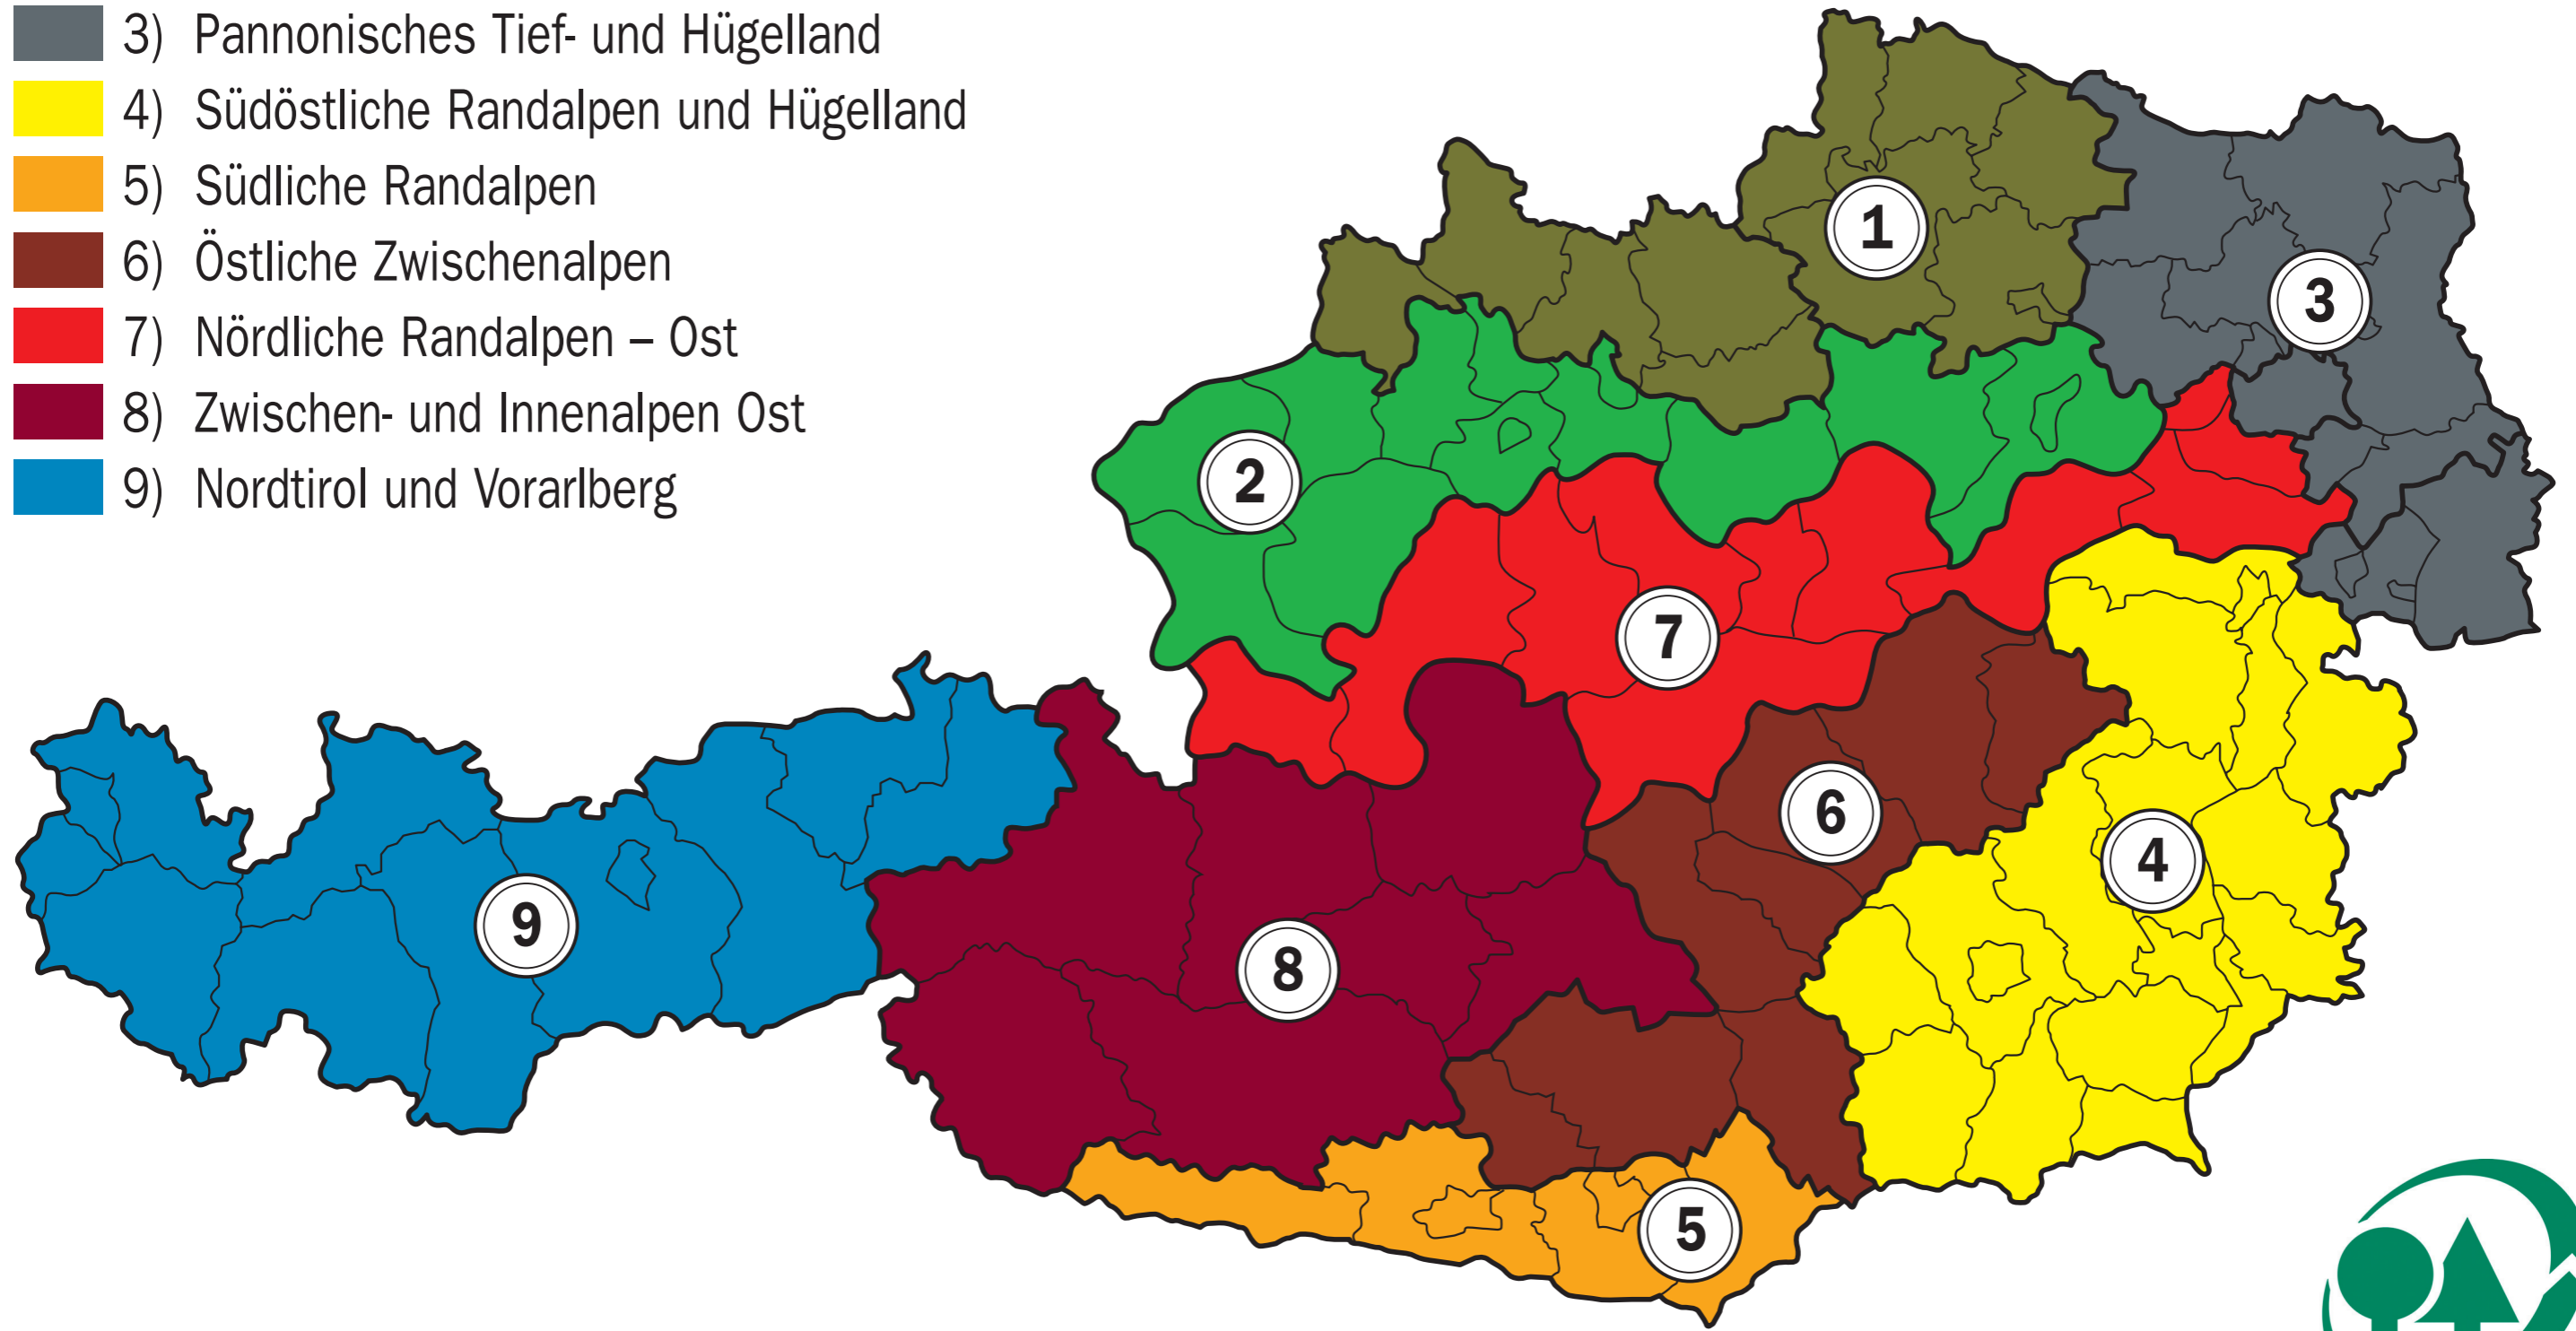 3) Pannonisches Tief- und Hügelland
4) Südöstliche Randalpen und Hügelland
5) Südliche Randalpen
6) Östliche Zwischenalpen
7) Nördliche Randalpen – Ost
8) Zwischen- und Innenalpen Ost
9) Nordtirol und Vorarlberg
1
3
2
7
6
4
9
8
5